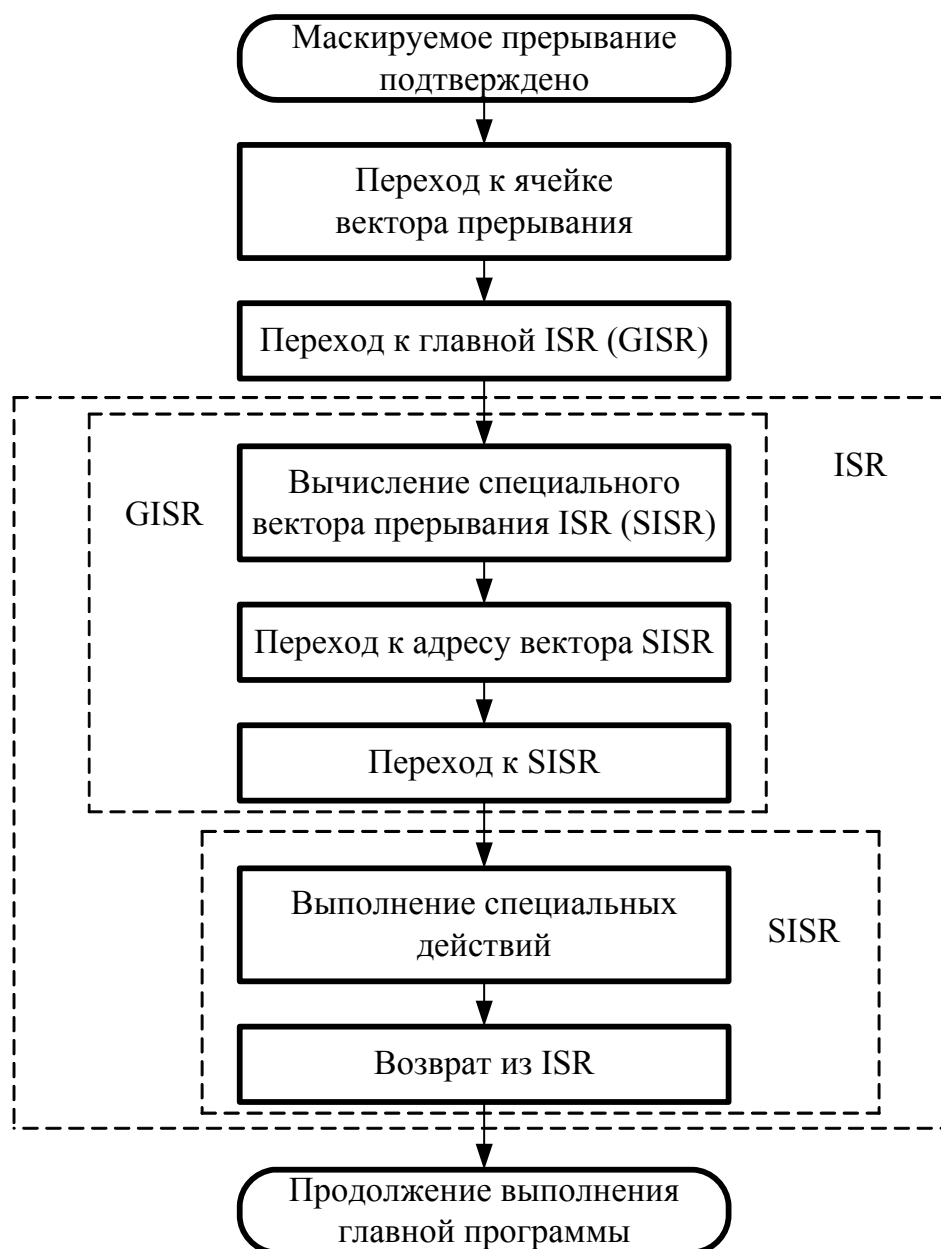 Маскируемое прерывание
подтверждено
Переход к ячейке
вектора прерывания
Переход к главной ISR (GISR)
ISR
GISR
Вычисление специального
вектора прерывания ISR (SISR)
Переход к адресу вектора SISR
Переход к SISR
Выполнение специальных
действий
SISR
Возврат из ISR
Продолжение выполнения
главной программы